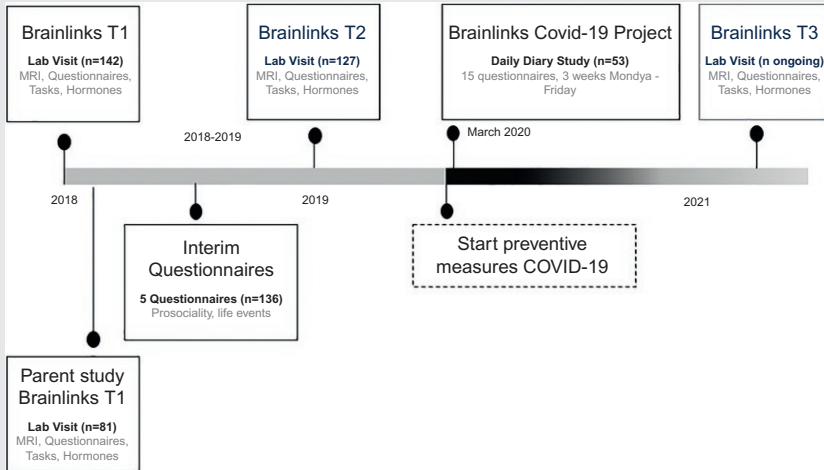 Brainlinks T1
Lab Visit (n=142)
MRI, Questionnaires,
Tasks, Hormones
Brainlinks T2
Lab Visit (n=127)
MRI, Questionnaires,
Tasks, Hormones
Brainlinks Covid-19 Project
Daily Diary Study (n=53)
15 questionnaires, 3 weeks Mondya -
Friday
Brainlinks T3
Lab Visit (n ongoing)
MRI, Questionnaires,
Tasks, Hormones
2018-2019
March 2020
2018
2019
2021
Interim
Questionnaires
5 Questionnaires (n=136)
Prosociality, life events
Start preventive
measures COVID-19
Parent study
Brainlinks T1
Lab Visit (n=81)
MRI, Questionnaires,
Tasks, Hormones